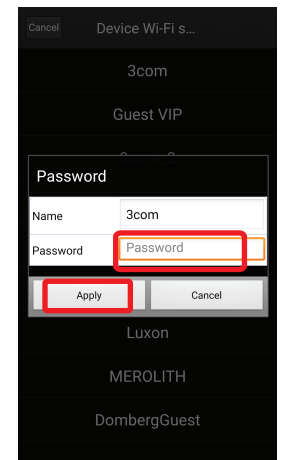 Cancel Device Wi-Fi s...
3com
Guest VIP
Password
Name 3com
Password Password
Apply Cancel
Luxon
MEROLITH
DombergGuest